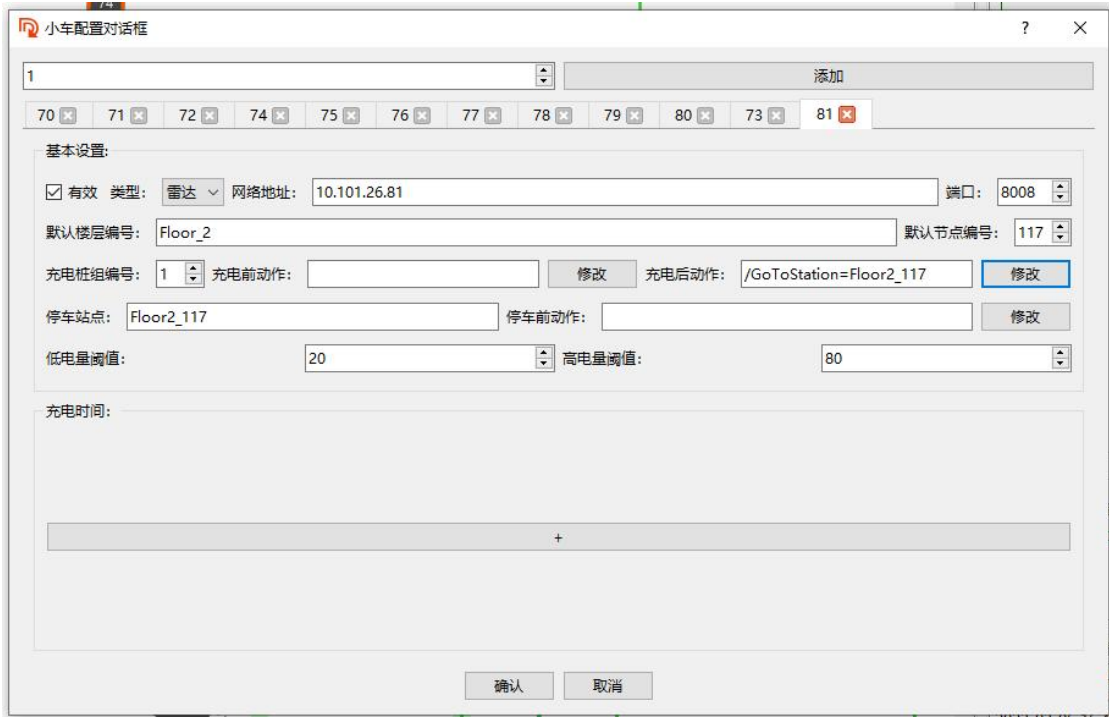 74
小车配置对话框 ?
1 添加
70 71 72 74 75 76 77 78 79 80 73 81
基本设置:
有效 类型: 雷达 网络地址: 10.101.26.81 端口: 8008
默认楼层编号: Floor_2 默认节点编号: 117
充电桩组编号: 1 充电前动作: 修改 充电后动作: /GoToStation=Floor2_117 修改
停车站点: Floor2_117 停车前动作: 修改
低电量阈值: 20 高电量阈值: 80
充电时间:
+
确认 取消